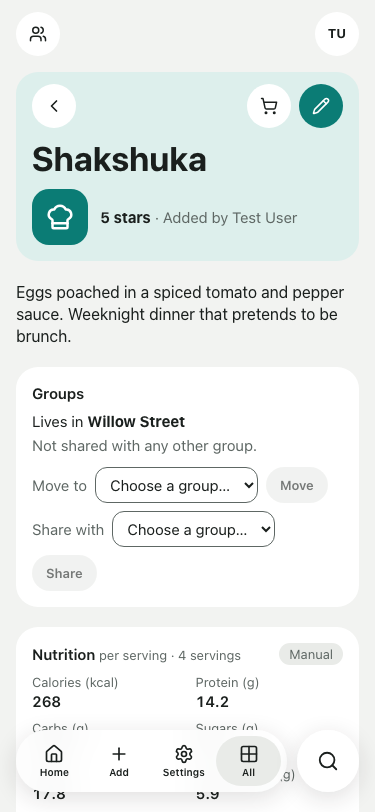 TU
Shakshuka
5 stars · Added by Test User
Eggs poached in a spiced tomato and pepper
sauce. Weeknight dinner that pretends to be
brunch.
Groups
Lives in Willow Street
Not shared with any other group.
Move to Choose a group... Move
Share with Choose a group...
Share
Nutrition per serving · 4 servings Manual
Calories (kcal) Protein (g)
268 14.2
Carbs (g) Sugars (g)
Home Add Settings All
17.8 5.9